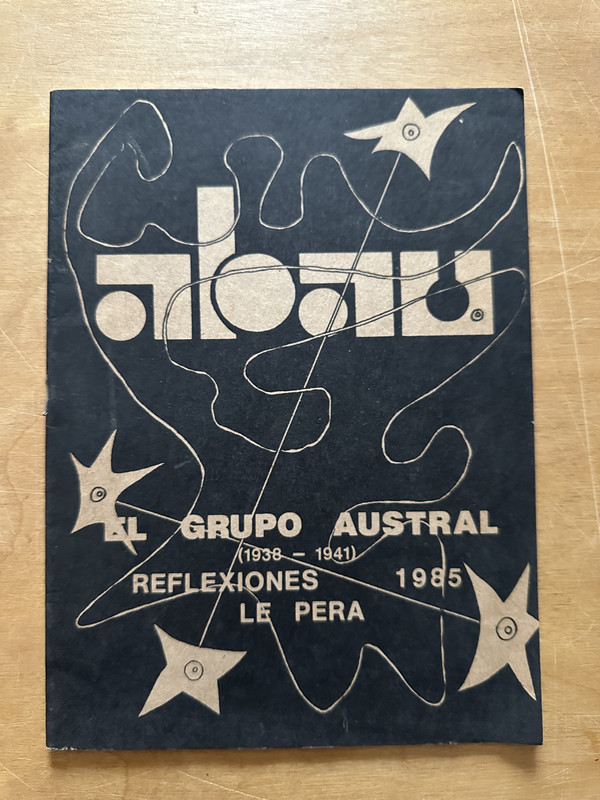 abau
EL GRUPO AUSTRAL
(1938 – 1941)
REFLEXIONES 1985
LE PERA